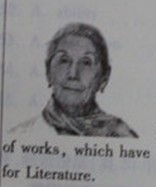 of works, which have
for Literature.